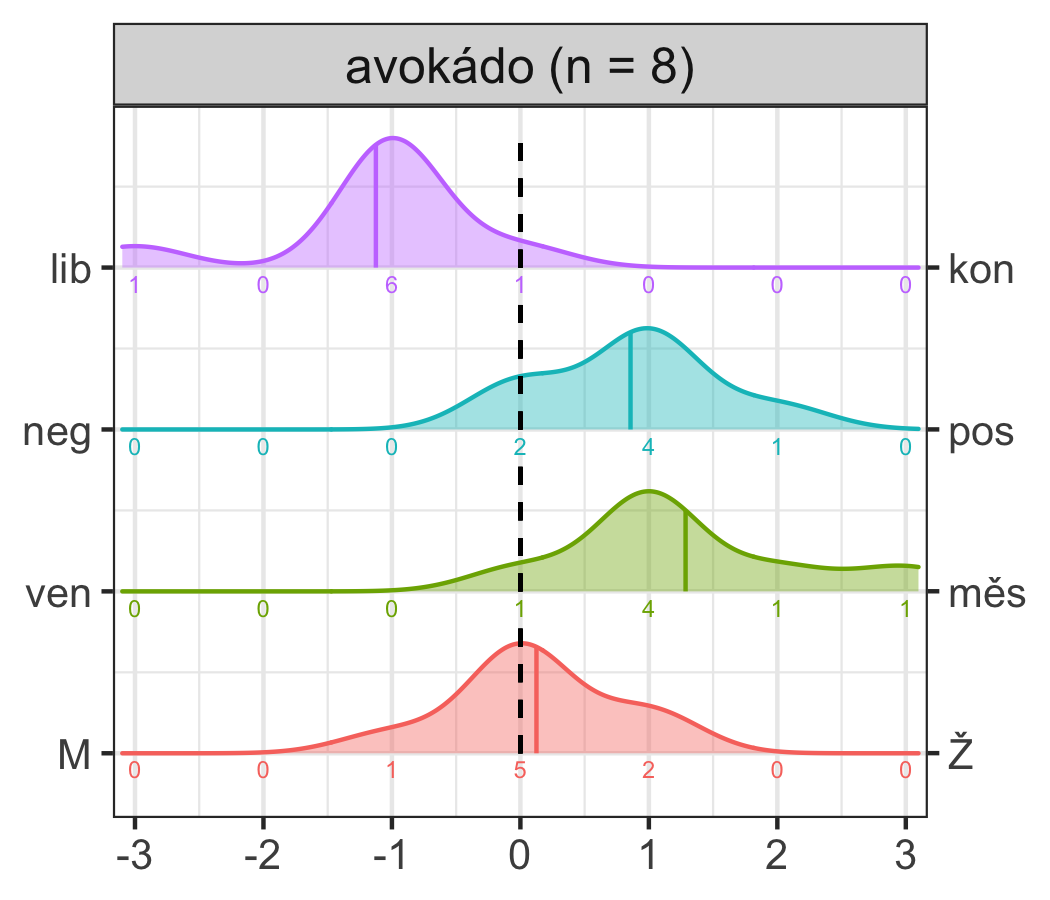 avokádo (n = 8)
lib kon
1 0 6 1 0 0 0
neg pos
0 0 0 2 4 1 0
ven měs
0 0 0 1 4 1 1
M Ž
0 0 1 5 2 0 0
-3 -2 -1 0 1 2 3